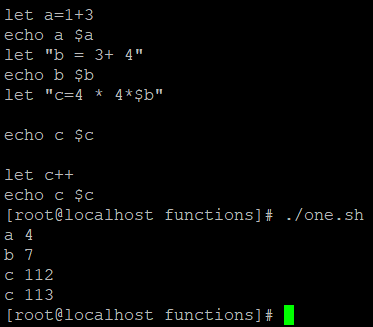 let a=1+3
echo a $a
let "b = 3+ 4"
echo b $b
let "c=4 * 4*$b"
echo c $c
let c++
echo c $c
[root@localhost functions]# ./one.sh
a 4
b 7
c 112
c 113
[root@localhost functions]#